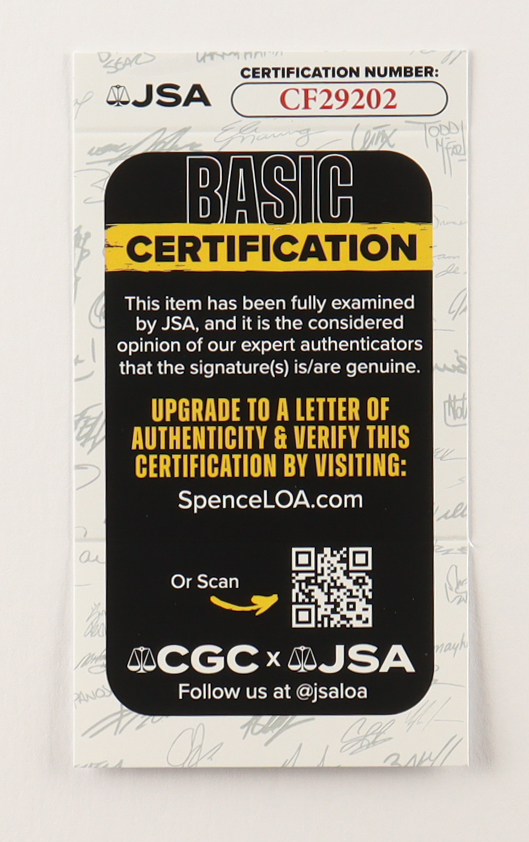 JSA
CERTIFICATION NUMBER:
CF29202
BASIC
CERTIFICATION
This item has been fully examined
by JSA, and it is the considered
opinion of our expert authenticators
that the signature(s) is/are genuine.
UPGRADE TO A LETTER OF
AUTHENTICITY & VERIFY THIS
CERTIFICATION BY VISITING:
SpenceLOA.com
Or Scan
CGC x JSA
Follow us at @jsaloa